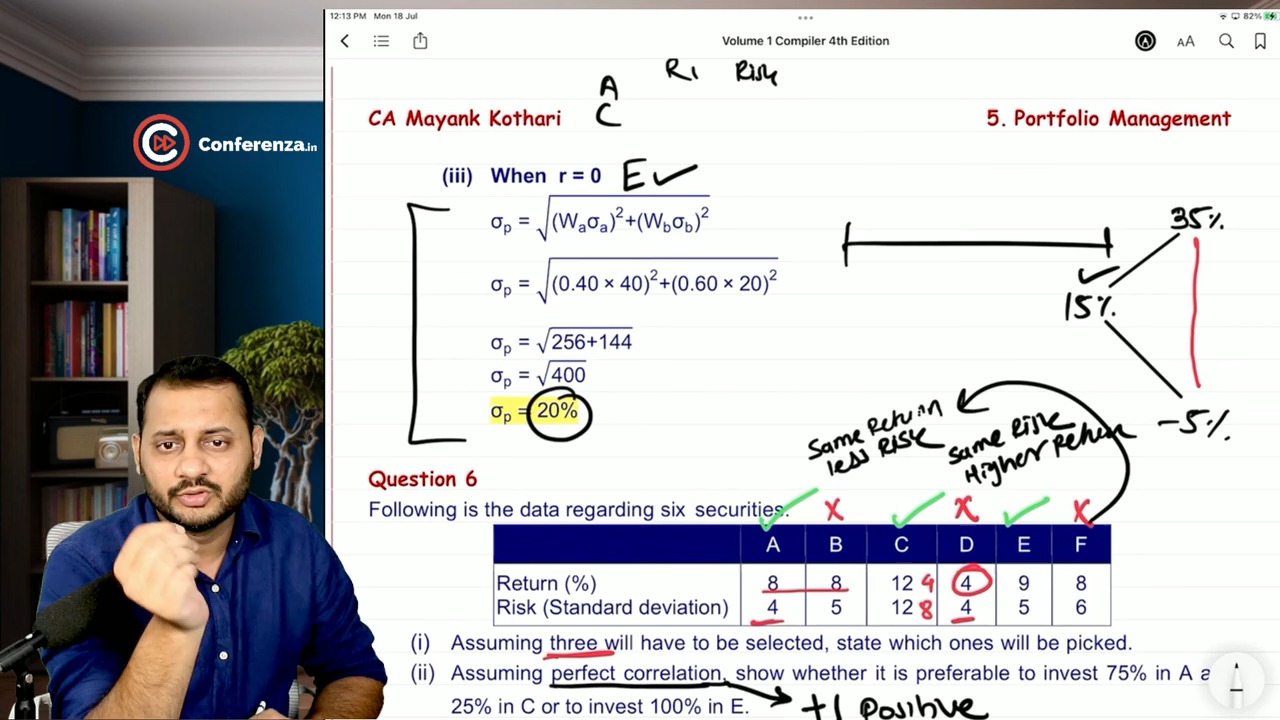 12:13 PM Mon 18 Jul
82%
Volume 1 Compiler 4th Edition
AA
R1 Risk
A
C
CA Mayank Kothari
5. Portfolio Management
Conferenza.in
(iii) When r = 0 E ✓
σp = √(Waσa)²+(Wbσb)²
σp = √(0.40 × 40)²+(0.60 × 20)²
σp = √256+144
σp = √400
σp = 20%
35%
15%
-5%
Same Return
less Risk
Same Risk
Higher Return
Question 6
Following is the data regarding six securities:
✓ X ✓ X ✓ X
A B C D E F
Return (%) 8 8 12 9 4 9 8
Risk (Standard deviation) 4 5 12 8 4 5 6
(i) Assuming three will have to be selected, state which ones will be picked.
(ii) Assuming perfect correlation, show whether it is preferable to invest 75% in A a
25% in C or to invest 100% in E.
+1 Positive